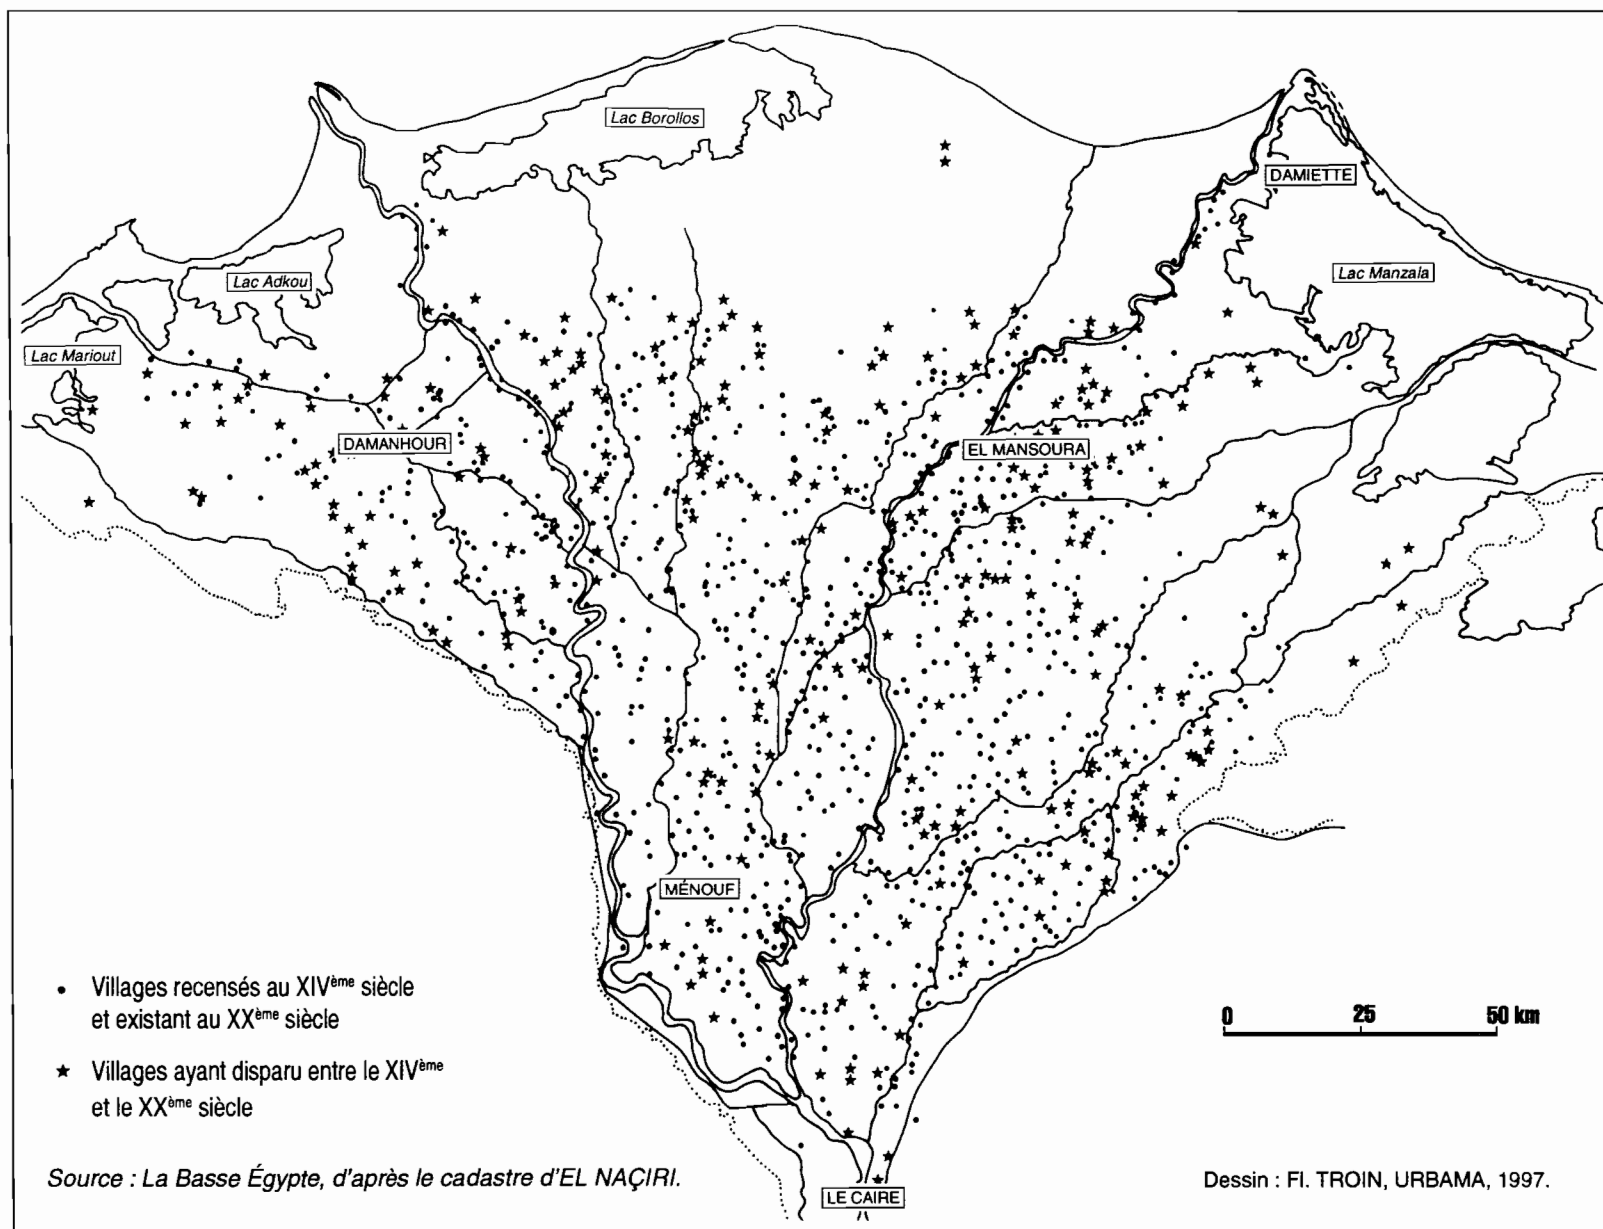 Lac Borollos
DAMIETTE
Lac Adkou
Lac Manzala
Lac Mariout
DAMANHOUR
EL MANSOURA
MÉNOUF
• Villages recensés au XIVème siècle
et existant au XXème siècle
★ Villages ayant disparu entre le XIVème
et le XXème siècle
0 25 50 km
Source : La Basse Égypte, d'après le cadastre d'EL NAÇIRI.
Dessin : Fl. TROIN, URBAMA, 1997.
LE CAIRE